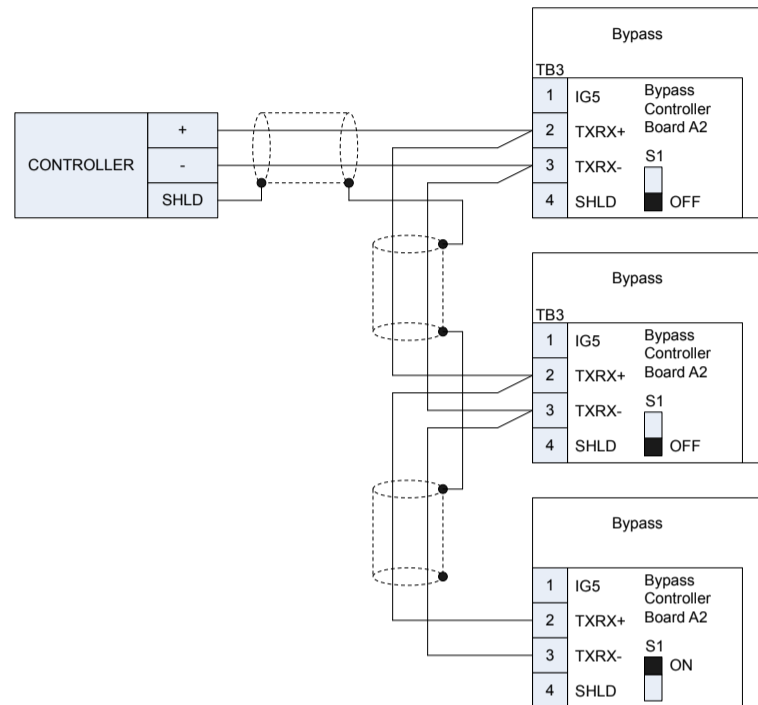 Bypass
TB3
1 IG5 Bypass
Controller
2 TXRX+ Board A2
3 TXRX- S1
4 SHLD OFF
CONTROLLER
+
-
SHLD
Bypass
TB3
1 IG5 Bypass
Controller
2 TXRX+ Board A2
3 TXRX- S1
4 SHLD OFF
Bypass
1 IG5 Bypass
Controller
2 TXRX+ Board A2
3 TXRX- S1
ON
4 SHLD